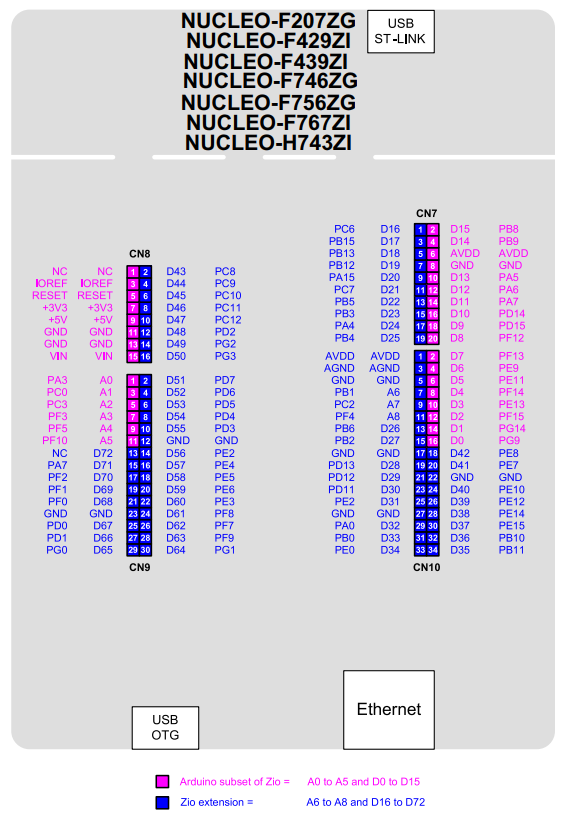 NUCLEO-F207ZG
NUCLEO-F429ZI
NUCLEO-F439ZI
NUCLEO-F746ZG
NUCLEO-F756ZG
NUCLEO-F767ZI
NUCLEO-H743ZI
USB
ST-LINK
CN8
NC NC 1 2 D43 PC8
IOREF IOREF 3 4 D44 PC9
RESET RESET 5 6 D45 PC10
+3V3 +3V3 7 8 D46 PC11
+5V +5V 9 10 D47 PC12
GND GND 11 12 D48 PD2
GND GND 13 14 D49 PG2
VIN VIN 15 16 D50 PG3
PA3 A0 1 2 D51 PD7
PC0 A1 3 4 D52 PD6
PC3 A2 5 6 D53 PD5
PF3 A3 7 8 D54 PD4
PF5 A4 9 10 D55 PD3
PF10 A5 11 12 GND GND
NC D72 13 14 D56 PE2
PA7 D71 15 16 D57 PE4
PF2 D70 17 18 D58 PE5
PF1 D69 19 20 D59 PE6
PF0 D68 21 22 D60 PE3
GND GND 23 24 D61 PF8
PD0 D67 25 26 D62 PF7
PD1 D66 27 28 D63 PF9
PG0 D65 29 30 D64 PG1
CN9
CN7
PC6 D16 1 2 D15 PB8
PB15 D17 3 4 D14 PB9
PB13 D18 5 6 AVDD AVDD
PB12 D19 7 8 GND GND
PA15 D20 9 10 D13 PA5
PC7 D21 11 12 D12 PA6
PB5 D22 13 14 D11 PA7
PB3 D23 15 16 D10 PD14
PA4 D24 17 18 D9 PD15
PB4 D25 19 20 D8 PF12
AVDD AVDD 1 2 D7 PF13
AGND AGND 3 4 D6 PE9
GND GND 5 6 D5 PE11
PB1 A6 7 8 D4 PF14
PC2 A7 9 10 D3 PE13
PF4 A8 11 12 D2 PF15
PB6 D26 13 14 D1 PG14
PB2 D27 15 16 D0 PG9
GND GND 17 18 D42 PE8
PD13 D28 19 20 D41 PE7
PD12 D29 21 22 GND GND
PD11 D30 23 24 D40 PE10
PE2 D31 25 26 D39 PE12
GND GND 27 28 D38 PE14
PA0 D32 29 30 D37 PE15
PB0 D33 31 32 D36 PB10
PE0 D34 33 34 D35 PB11
CN10
USB
OTG
Ethernet
Arduino subset of Zio = A0 to A5 and D0 to D15
Zio extension = A6 to A8 and D16 to D72